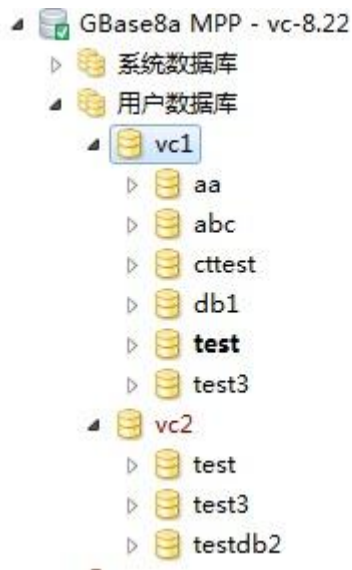 GBase8a MPP - vc-8.22
系统数据库
用户数据库
vc1
aa
abc
cttest
db1
test
test3
vc2
test
test3
testdb2